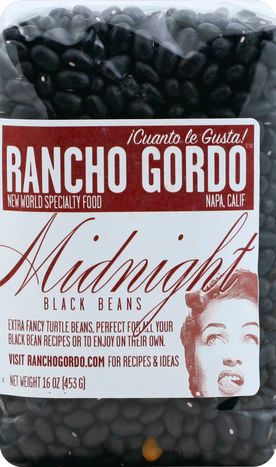 ¡Cuanto le Gusta!
RANCHO GORDO™
NEW WORLD SPECIALTY FOOD NAPA, CALIF
Midnight
BLACK BEANS
EXTRA FANCY TURTLE BEANS, PERFECT FOR ALL YOUR
BLACK BEAN RECIPES OR TO ENJOY ON THEIR OWN.
VISIT RANCHOGORDO.COM FOR RECIPES & IDEAS
NET WEIGHT 16 OZ (453 G)